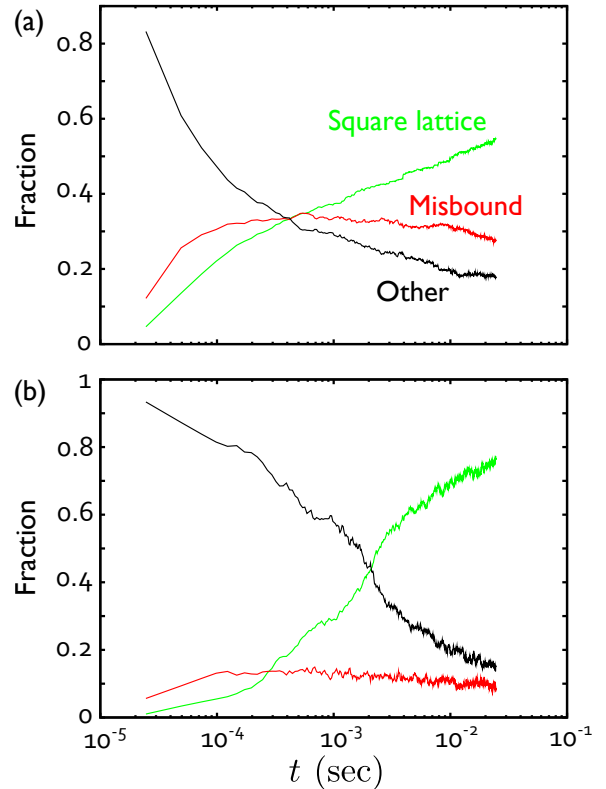 (a)
0.8
0.6
0.4
0.2
0
Fraction
Square lattice
Misbound
Other
(b)
1
0.8
0.6
0.4
0.2
0
Fraction
10⁻⁵ 10⁻⁴ 10⁻³ 10⁻² 10⁻¹
t (sec)